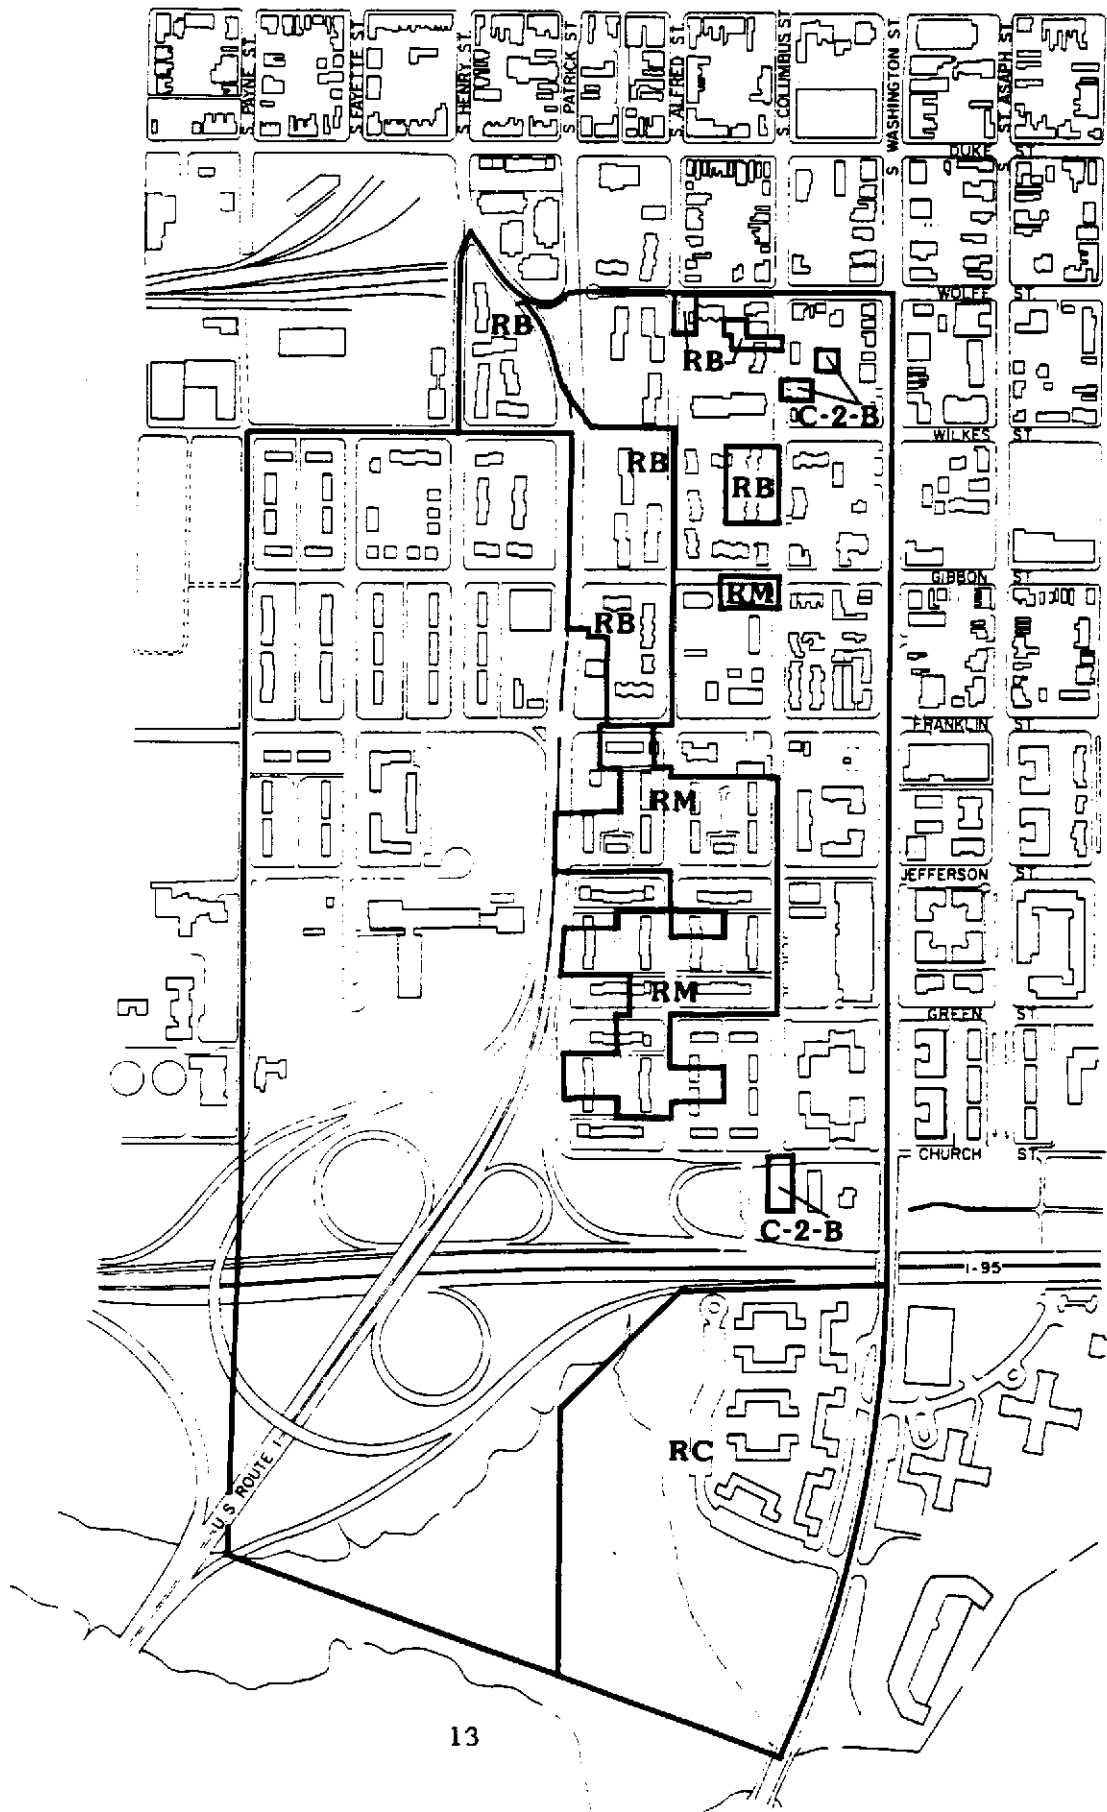 S. PAYNE ST.
S. FAYETTE ST.
S. HENRY ST.
S. PATRICK ST.
S. ALFRED ST.
S. COLUMBUS ST
S WASHINGTON ST
S ST. ASAPH ST
DUKE ST.
WOLFE ST.
RB
RB
C-2-B
WILKES ST.
RB
RB
GIBBON ST.
RM
RB
FRANKLIN ST.
RM
JEFFERSON ST.
RM
GREEN ST.
CHURCH ST.
C-2-B
I-95
RC
U S ROUTE 1
13